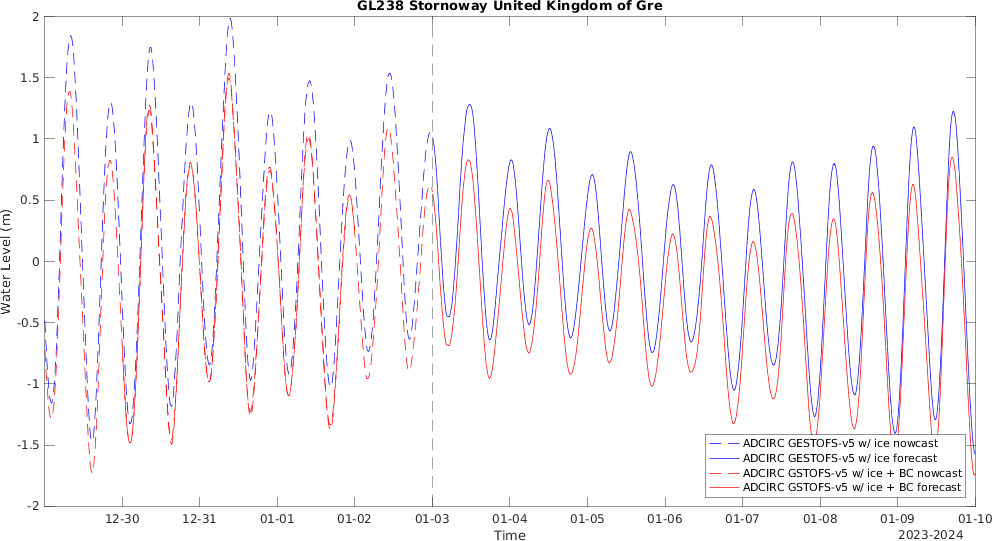 GL238 Stornoway United Kingdom of Gre
Water Level (m)
2
1.5
1
0.5
0
-0.5
-1
-1.5
-2
12-30 12-31 01-01 01-02 01-03 01-04 01-05 01-06 01-07 01-08 01-09 01-10
Time
2023-2024
ADCIRC GESTOFS-v5 w/ ice nowcast
ADCIRC GESTOFS-v5 w/ ice forecast
ADCIRC GSTOFS-v5 w/ ice + BC nowcast
ADCIRC GSTOFS-v5 w/ ice + BC forecast